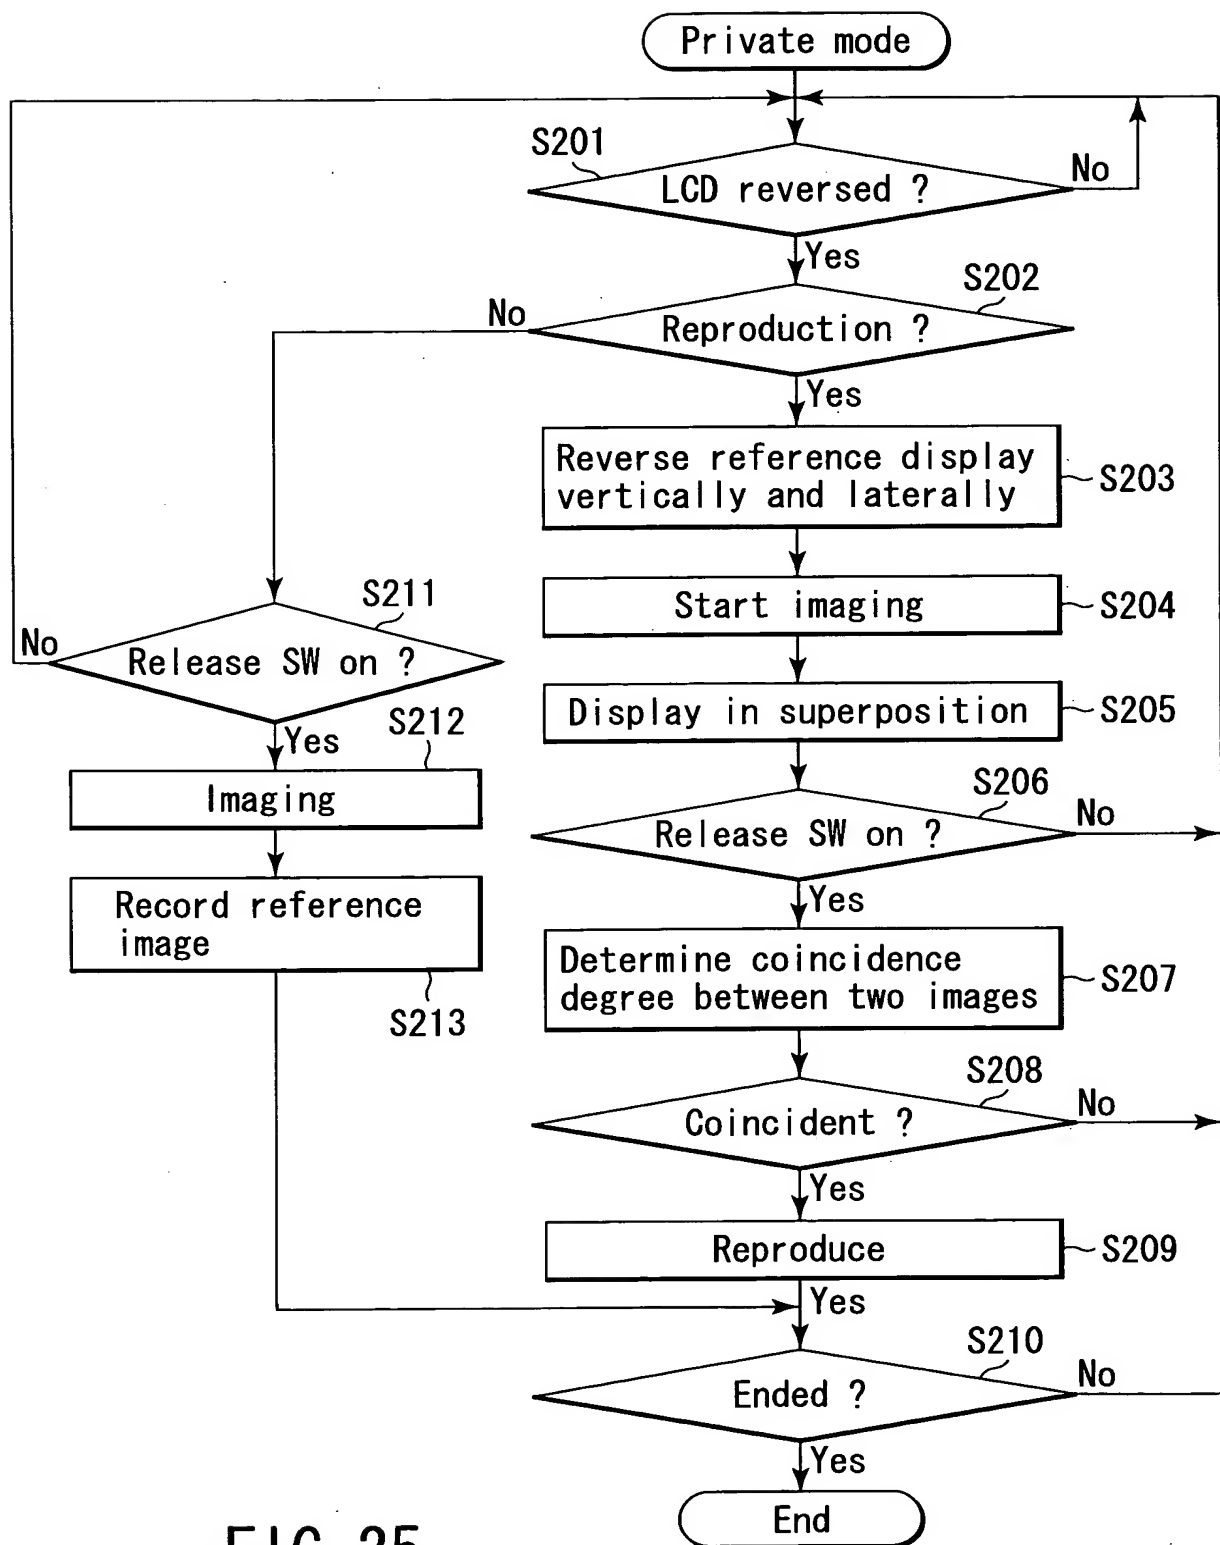 Private mode
S201
LCD reversed ?
No
Yes
S202
No
Reproduction ?
Yes
Reverse reference display
vertically and laterally
S203
Start imaging
S204
S211
No
Release SW on ?
Display in superposition
S205
Yes
S212
Imaging
S206
Release SW on ?
No
Yes
Record reference
image
S213
Determine coincidence
degree between two images
S207
S208
Coincident ?
No
Yes
Reproduce
S209
Yes
S210
Ended ?
No
Yes
End
FIG. 25